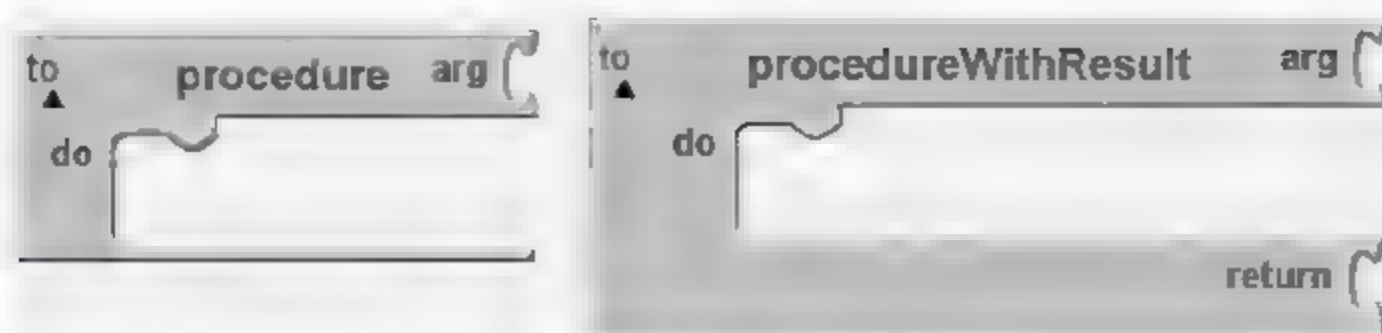 to procedure arg
do
to procedureWithResult arg
do
return